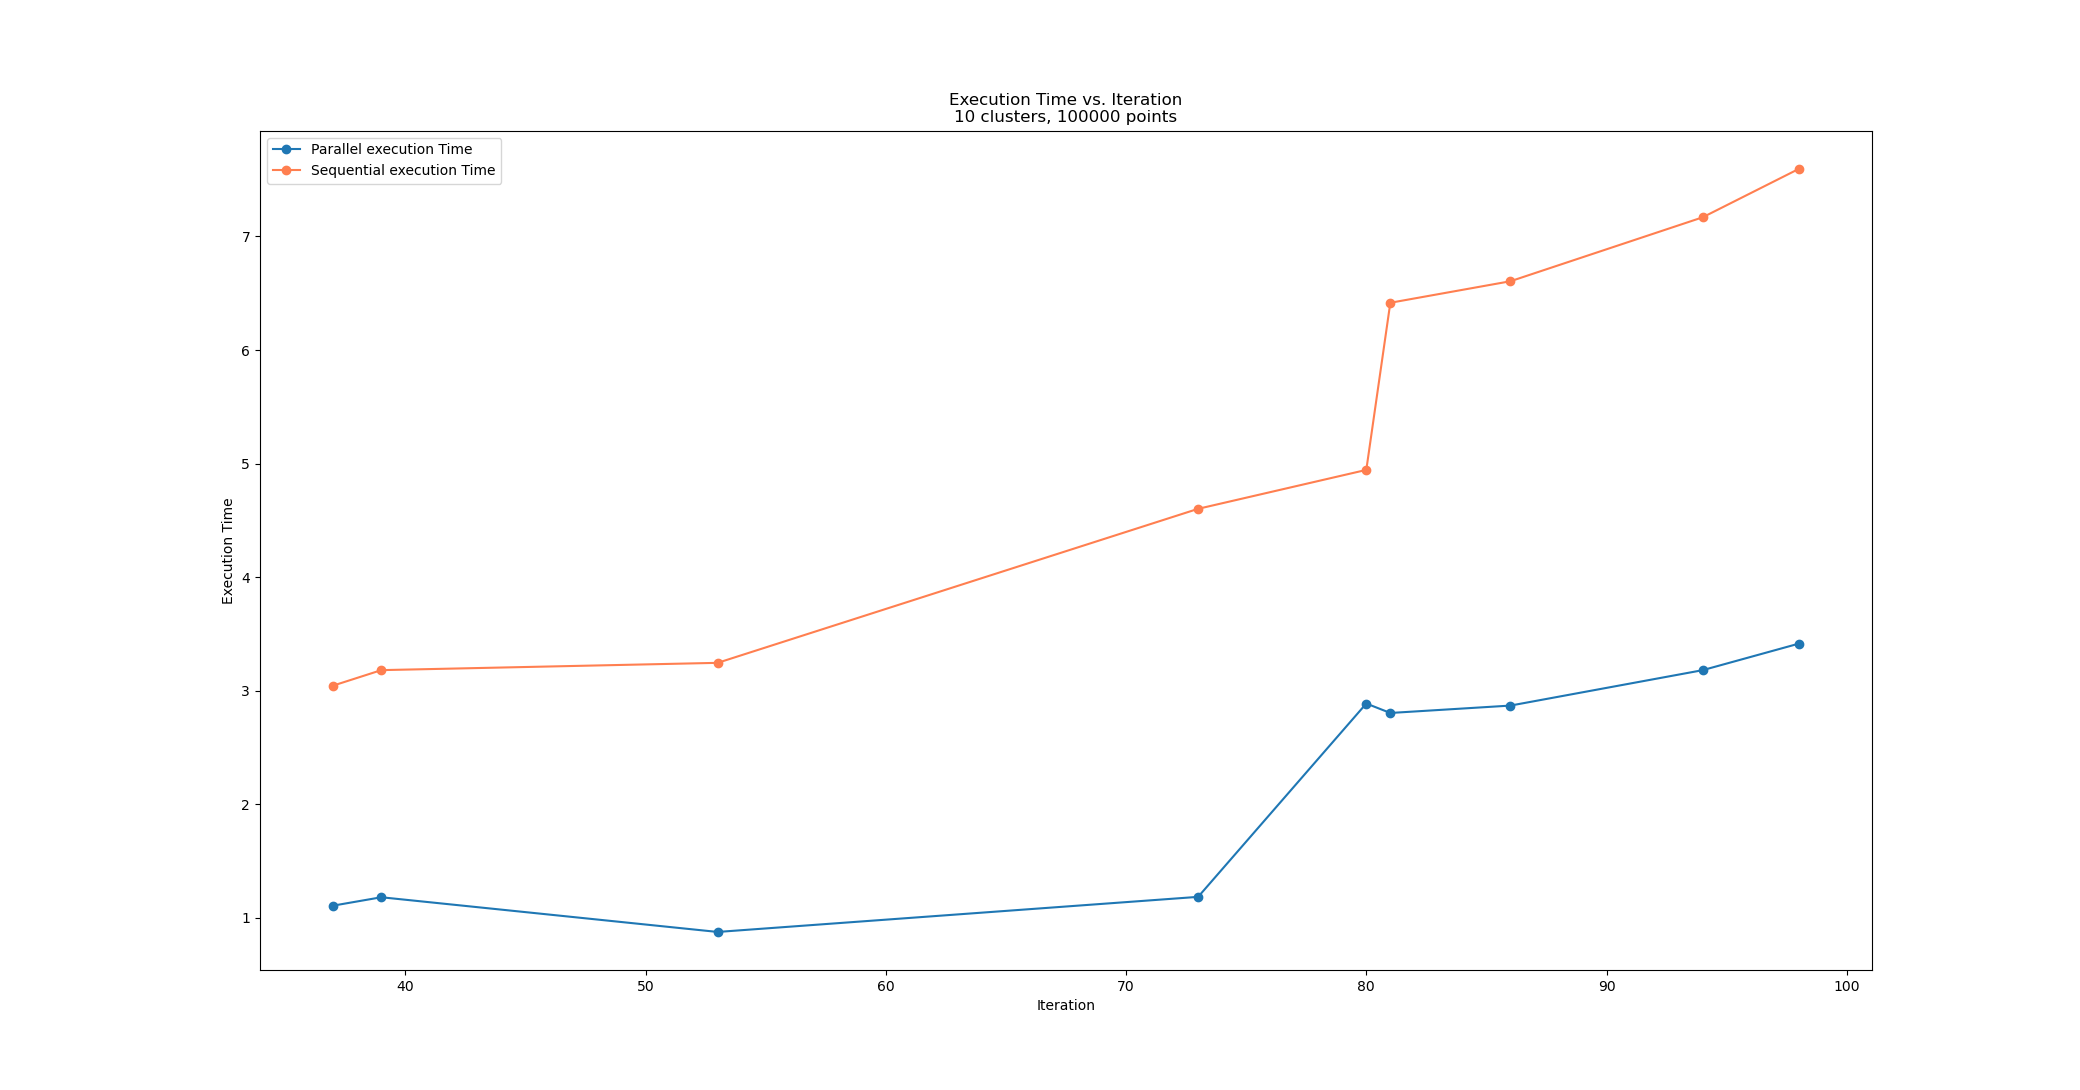 Execution Time vs. Iteration
10 clusters, 100000 points
Parallel execution Time
Sequential execution Time
7
6
5
4
3
2
1
Execution Time
40 50 60 70 80 90 100
Iteration